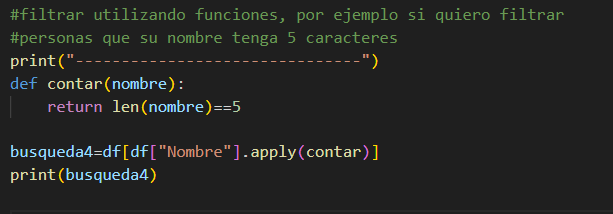 #filtrar utilizando funciones, por ejemplo si quiero filtrar
#personas que su nombre tenga 5 caracteres
print("-------------------------------")
def contar(nombre):
    return len(nombre)==5
busqueda4=df[df["Nombre"].apply(contar)]
print(busqueda4)